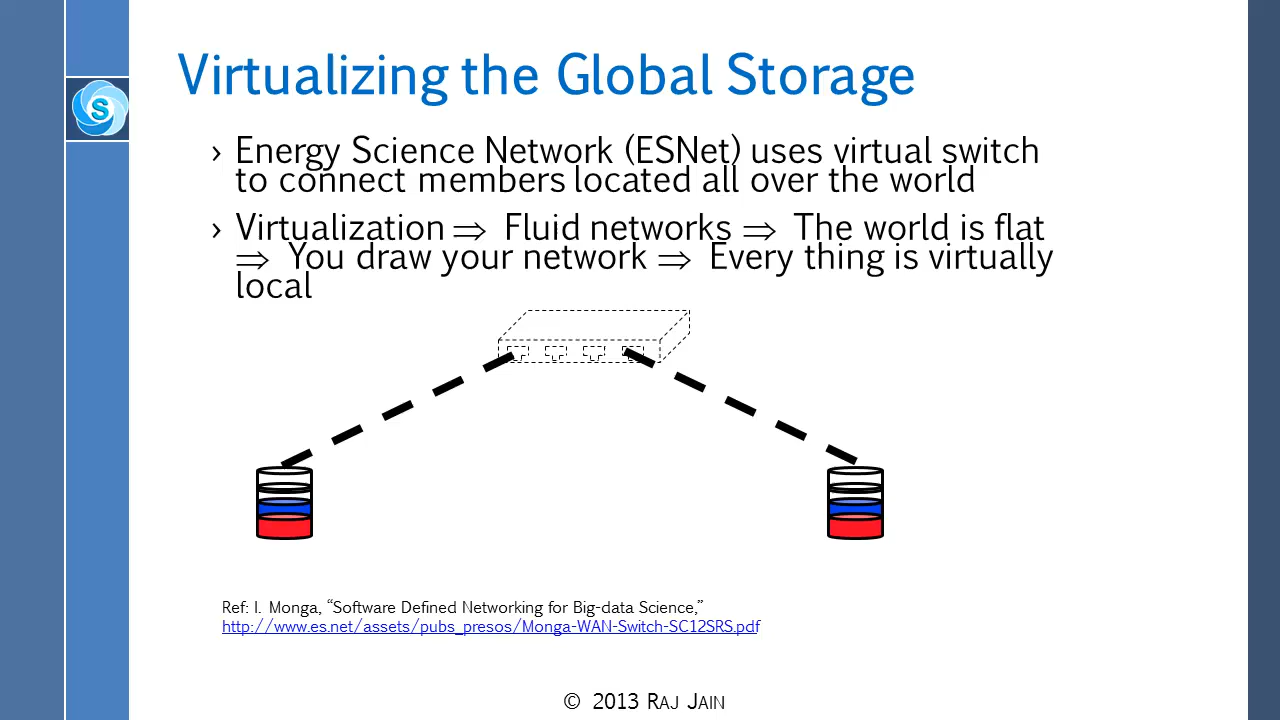 Virtualizing the Global Storage
S
› Energy Science Network (ESNet) uses virtual switch
to connect members located all over the world
› Virtualization ⇒ Fluid networks ⇒ The world is flat
⇒ You draw your network ⇒ Every thing is virtually
local
Ref: I. Monga, “Software Defined Networking for Big-data Science,”
http://www.es.net/assets/pubs_presos/Monga-WAN-Switch-SC12SRS.pdf
© 2013 RAJ JAIN